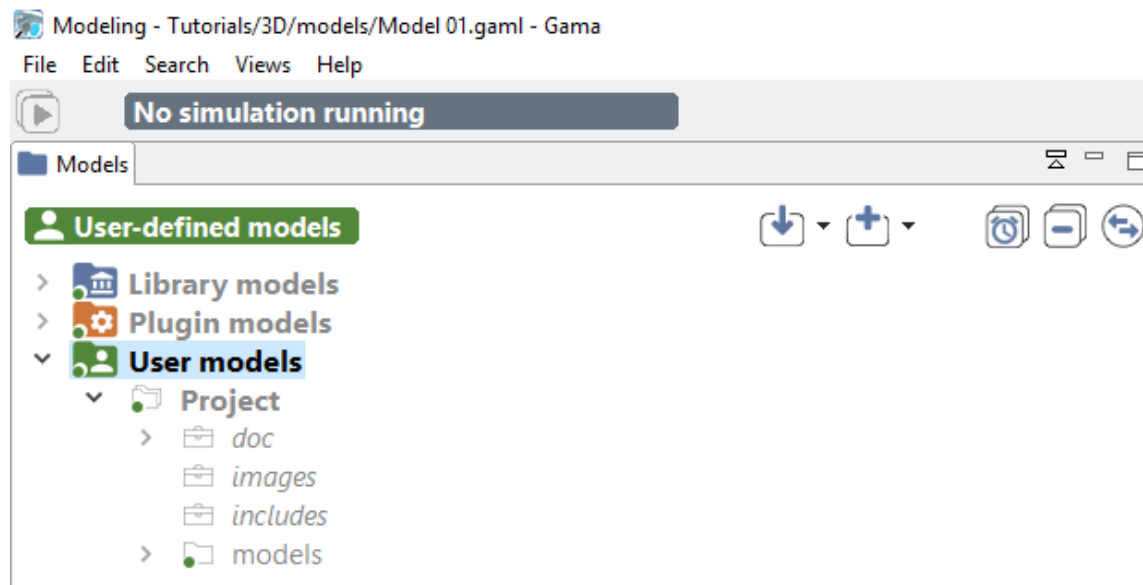 Modeling - Tutorials/3D/models/Model 01.gaml - Gama
File Edit Search Views Help
No simulation running
Models
User-defined models
Library models
Plugin models
User models
Project
doc
images
includes
models